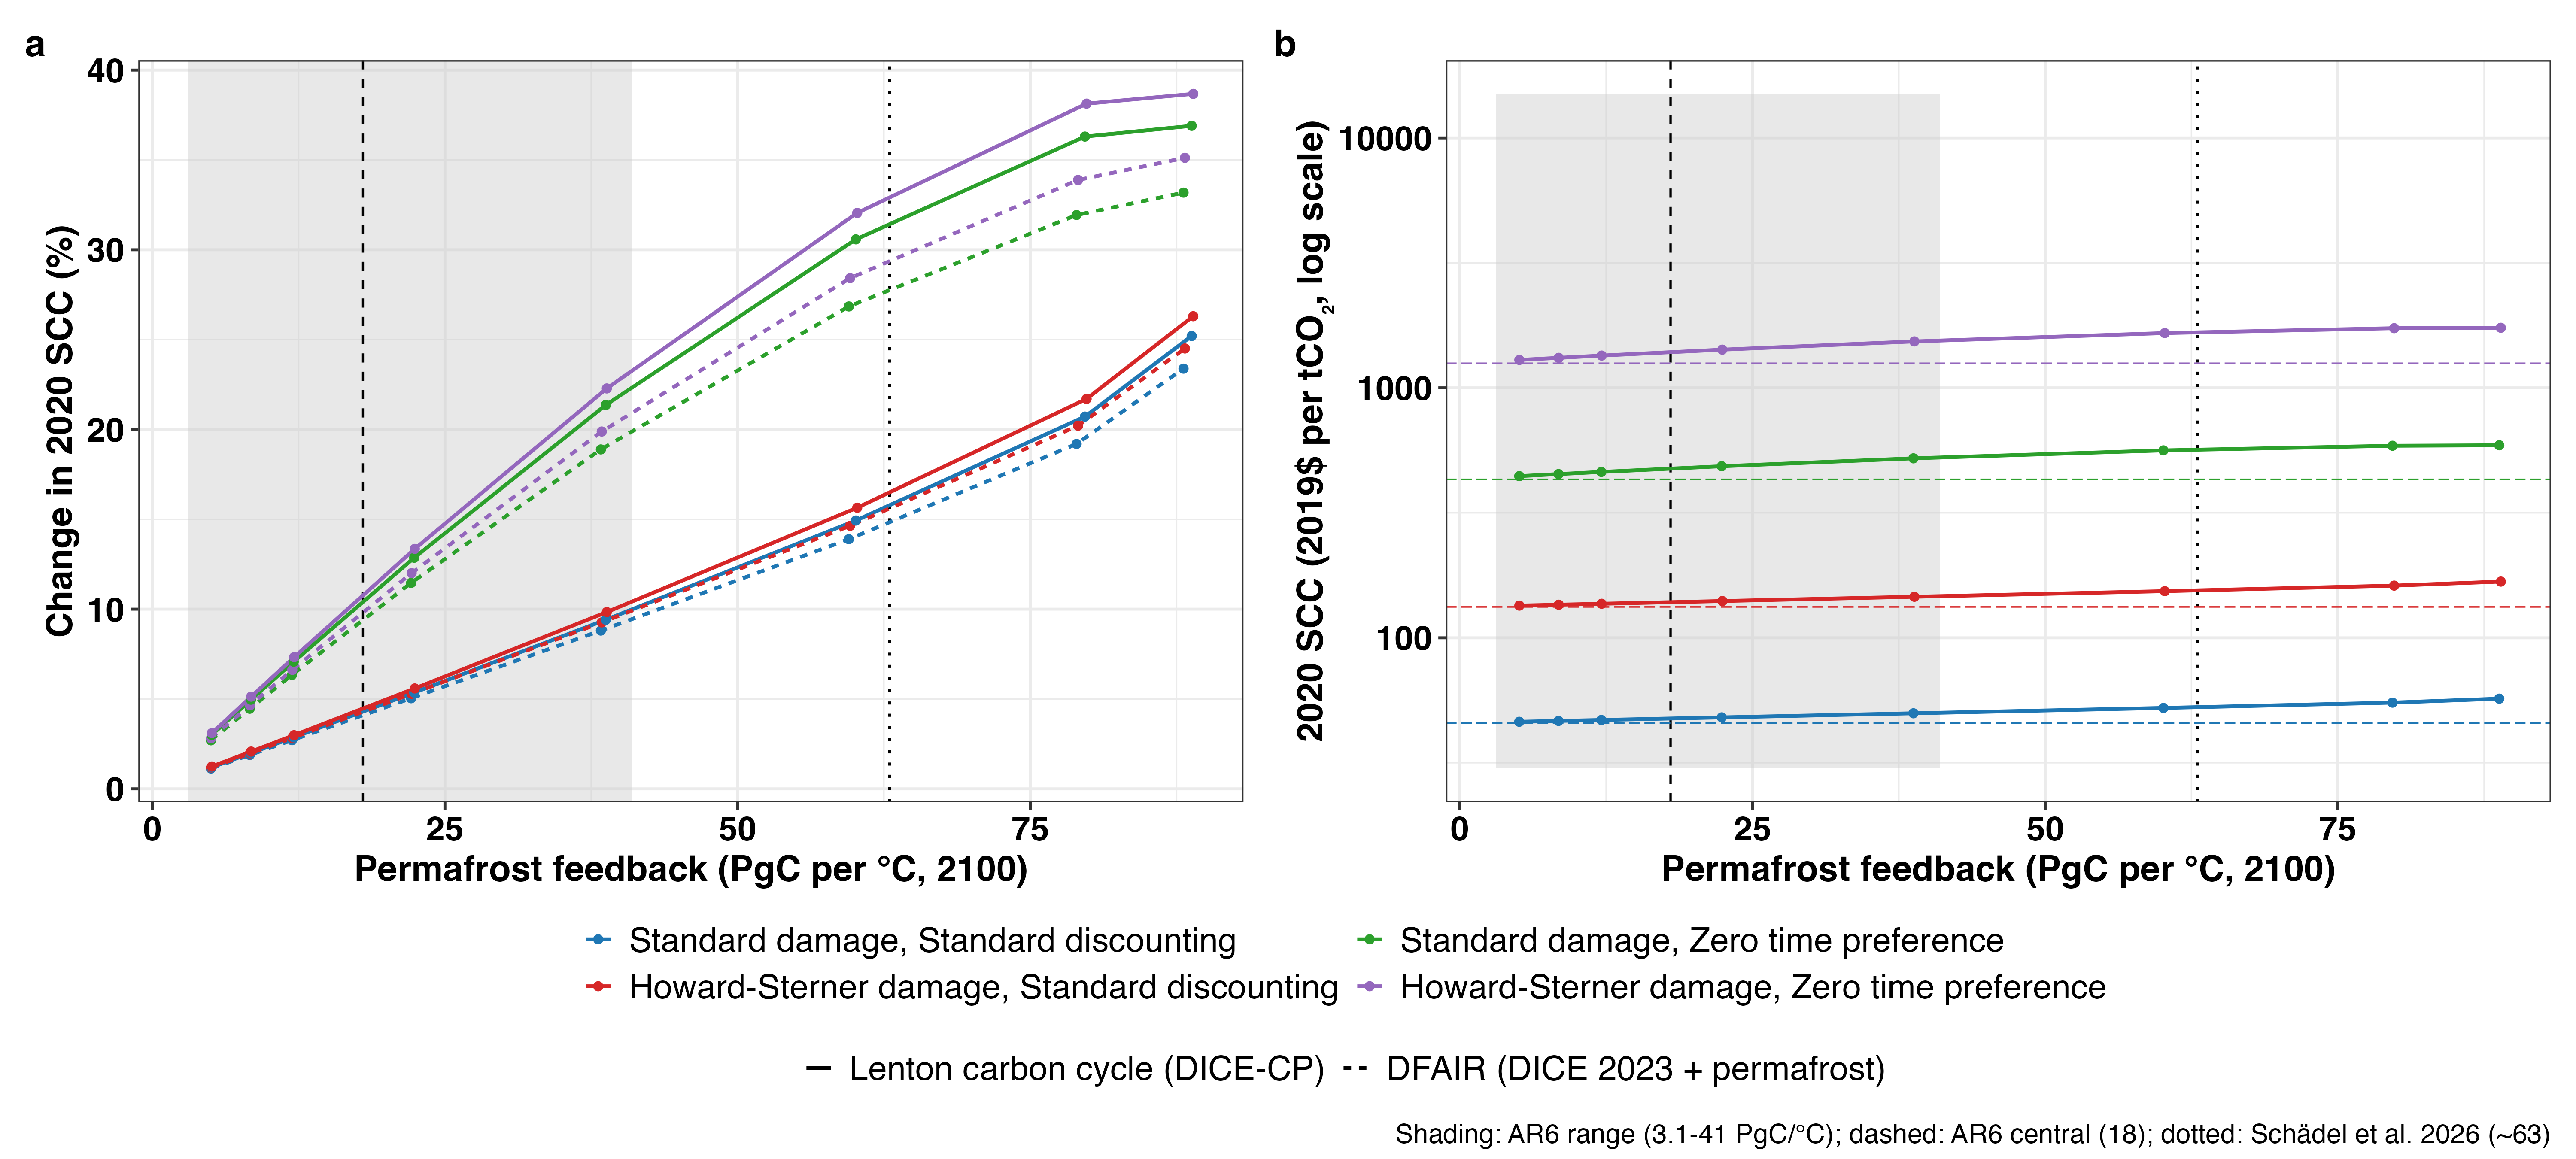 a
b
Change in 2020 SCC (%)
40
30
20
10
0
0
25
50
75
Permafrost feedback (PgC per °C, 2100)
2020 SCC (2019$ per tCO₂, log scale)
10000
1000
100
0
25
50
75
Permafrost feedback (PgC per °C, 2100)
Standard damage, Standard discounting
Standard damage, Zero time preference
Howard-Sterner damage, Standard discounting
Howard-Sterner damage, Zero time preference
Lenton carbon cycle (DICE-CP)
DFAIR (DICE 2023 + permafrost)
Shading: AR6 range (3.1-41 PgC/°C); dashed: AR6 central (18); dotted: Schädel et al. 2026 (~63)